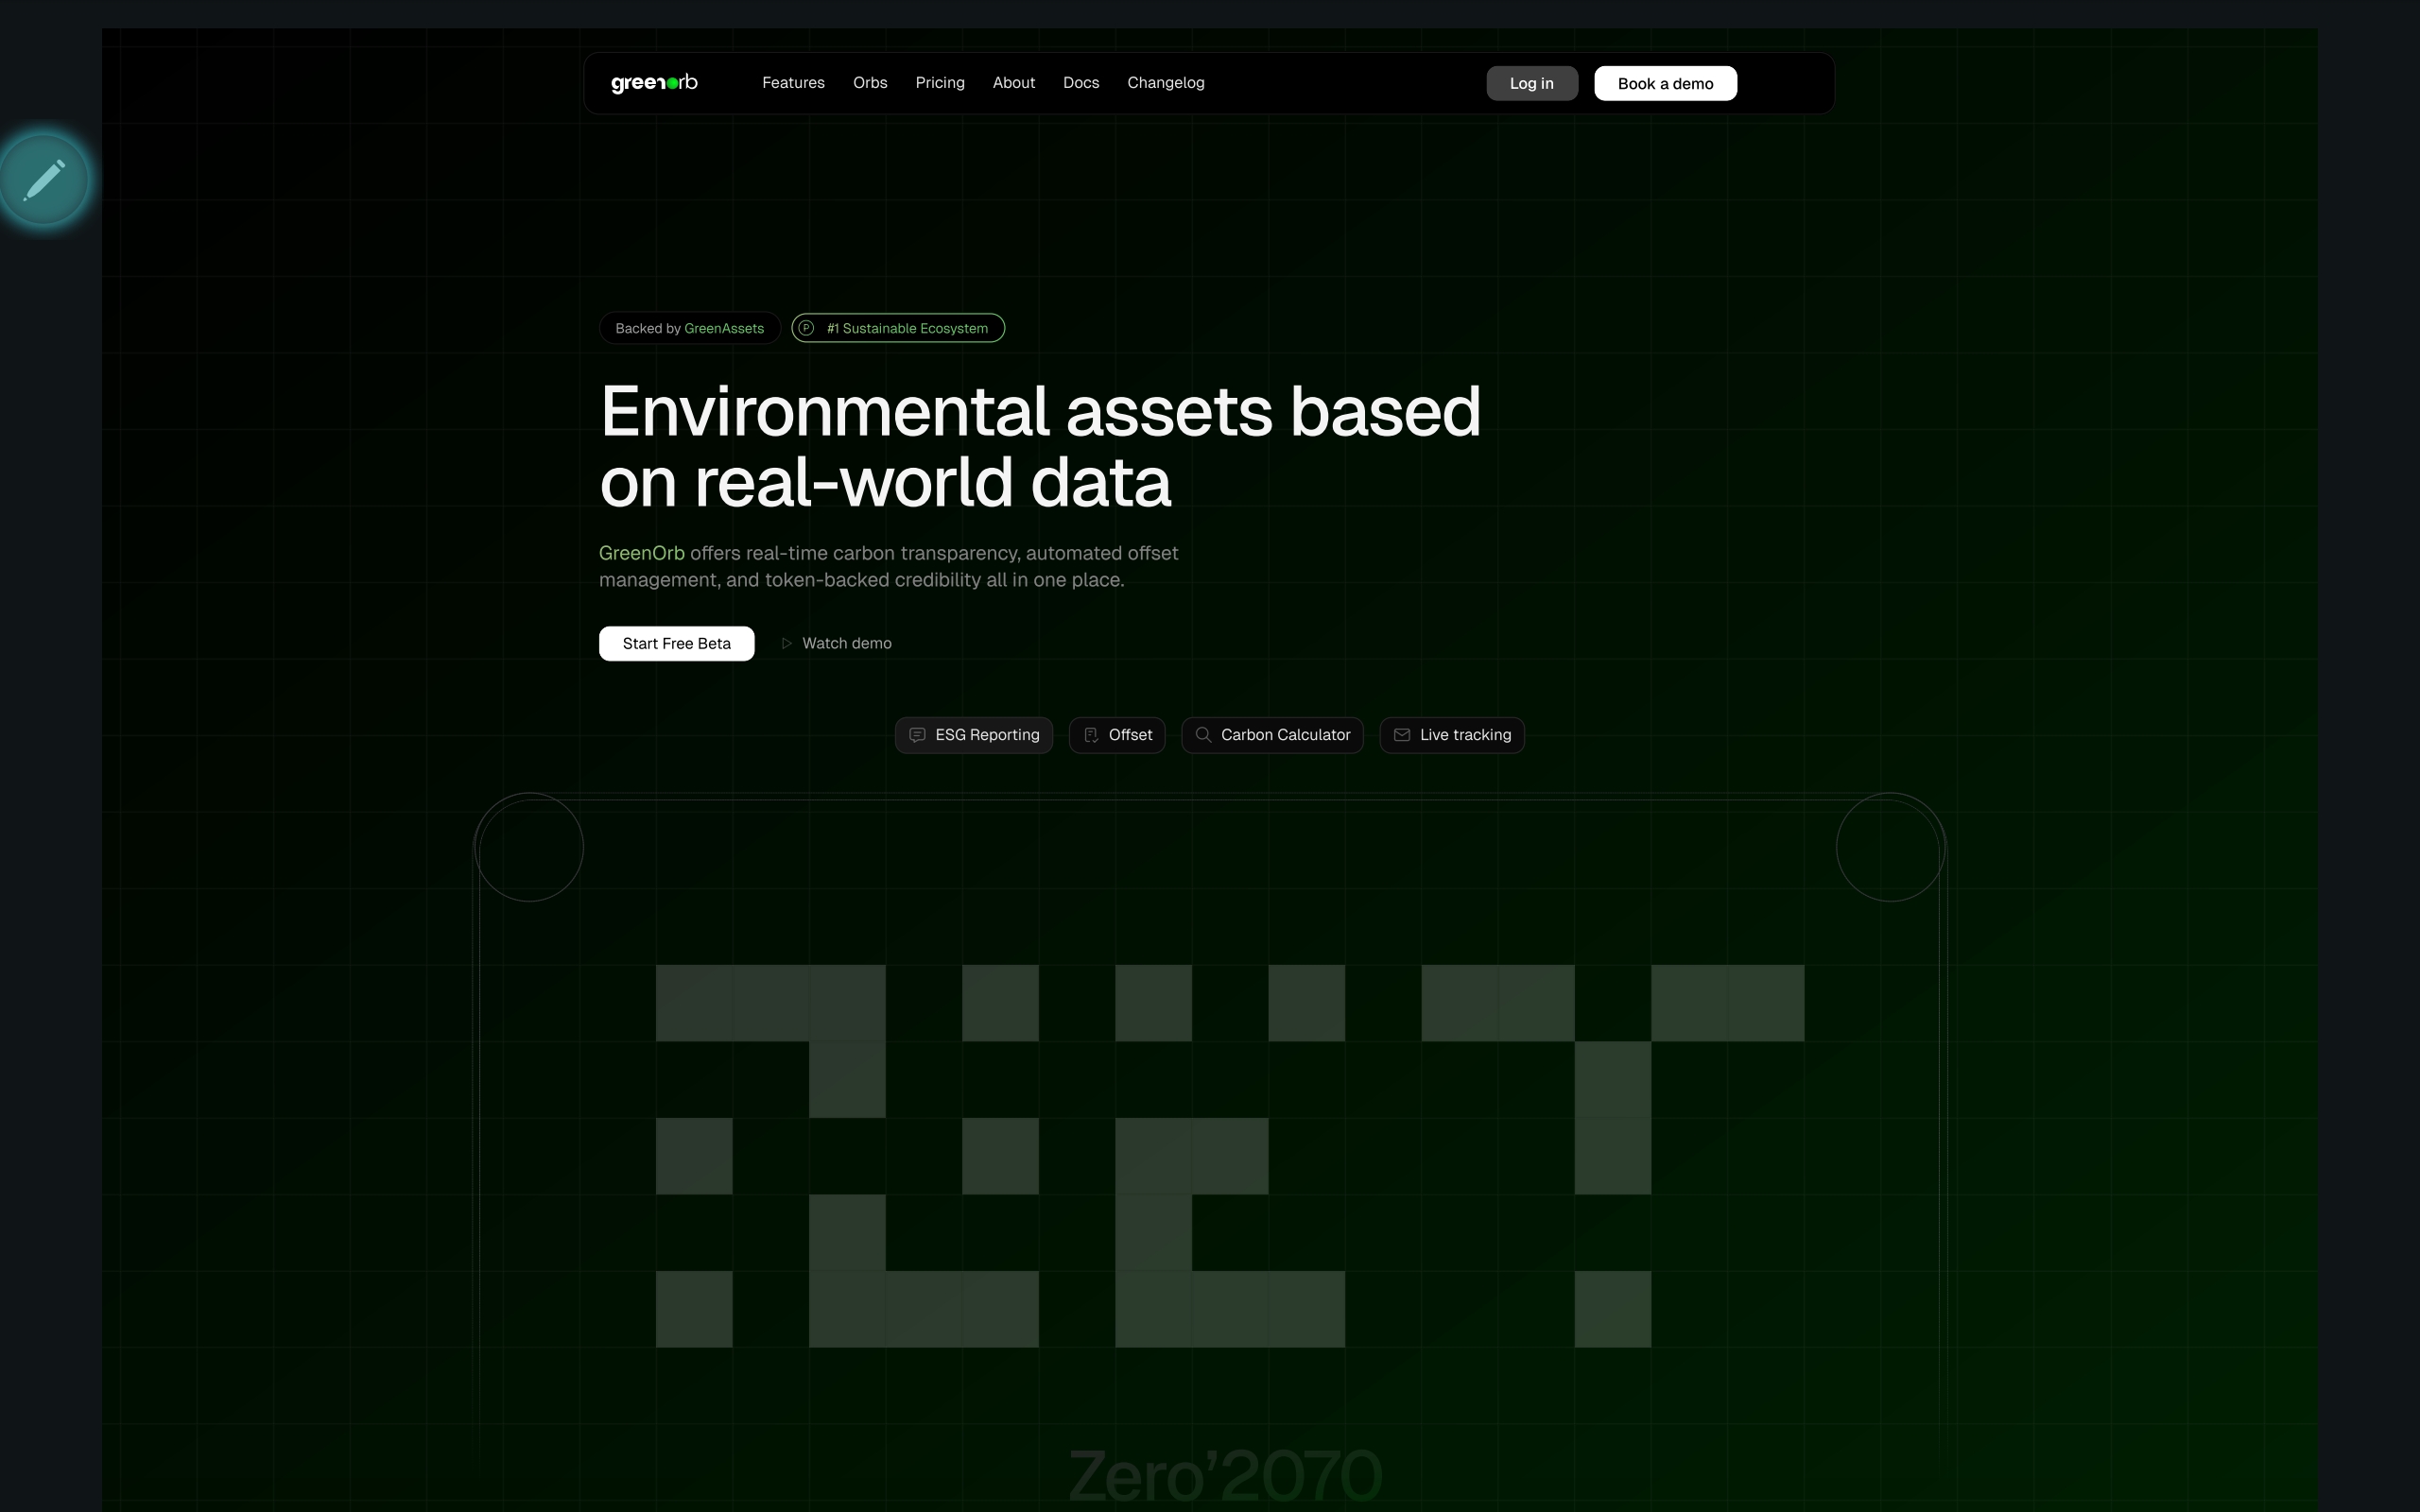 greenorb
Features Orbs Pricing About Docs Changelog
Log in
Book a demo
Backed by GreenAssets
P #1 Sustainable Ecosystem
Environmental assets based
on real-world data
GreenOrb offers real-time carbon transparency, automated offset
management, and token-backed credibility all in one place.
Start Free Beta
Watch demo
ESG Reporting
Offset
Carbon Calculator
Live tracking
Zero’2070